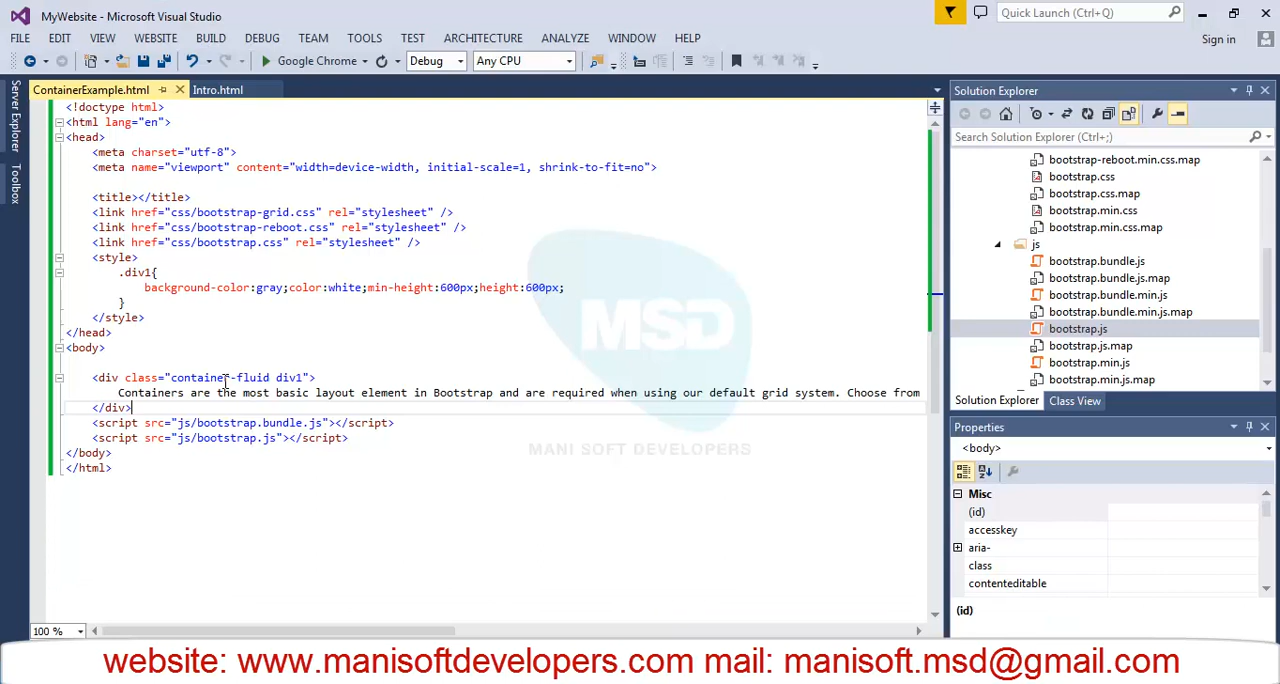 MyWebsite - Microsoft Visual Studio
Quick Launch (Ctrl+Q)
FILE EDIT VIEW WEBSITE BUILD DEBUG TEAM TOOLS TEST ARCHITECTURE ANALYZE WINDOW HELP
Sign in
Google Chrome Debug Any CPU
Server Explorer
Toolbox
ContainerExample.html Intro.html
<!doctype html>
<html lang="en">
<head>
<meta charset="utf-8">
<meta name="viewport" content="width=device-width, initial-scale=1, shrink-to-fit=no">
<title></title>
<link href="css/bootstrap-grid.css" rel="stylesheet" />
<link href="css/bootstrap-reboot.css" rel="stylesheet" />
<link href="css/bootstrap.css" rel="stylesheet" />
<style>
.div1{
background-color:gray;color:white;min-height:600px;height:600px;
}
</style>
</head>
<body>
<div class="container-fluid div1">
Containers are the most basic layout element in Bootstrap and are required when using our default grid system. Choose from
</div>
<script src="js/bootstrap.bundle.js"></script>
<script src="js/bootstrap.js"></script>
</body>
</html>
MSD
MANI SOFT DEVELOPERS
100 %
Solution Explorer
Search Solution Explorer (Ctrl+;)
bootstrap-reboot.min.css.map
bootstrap.css
bootstrap.css.map
bootstrap.min.css
bootstrap.min.css.map
js
bootstrap.bundle.js
bootstrap.bundle.js.map
bootstrap.bundle.min.js
bootstrap.bundle.min.js.map
bootstrap.js
bootstrap.js.map
bootstrap.min.js
bootstrap.min.js.map
Solution Explorer Class View
Properties
<body>
Misc
(id)
accesskey
aria-
class
contenteditable
(id)
website: www.manisoftdevelopers.com mail: manisoft.msd@gmail.com